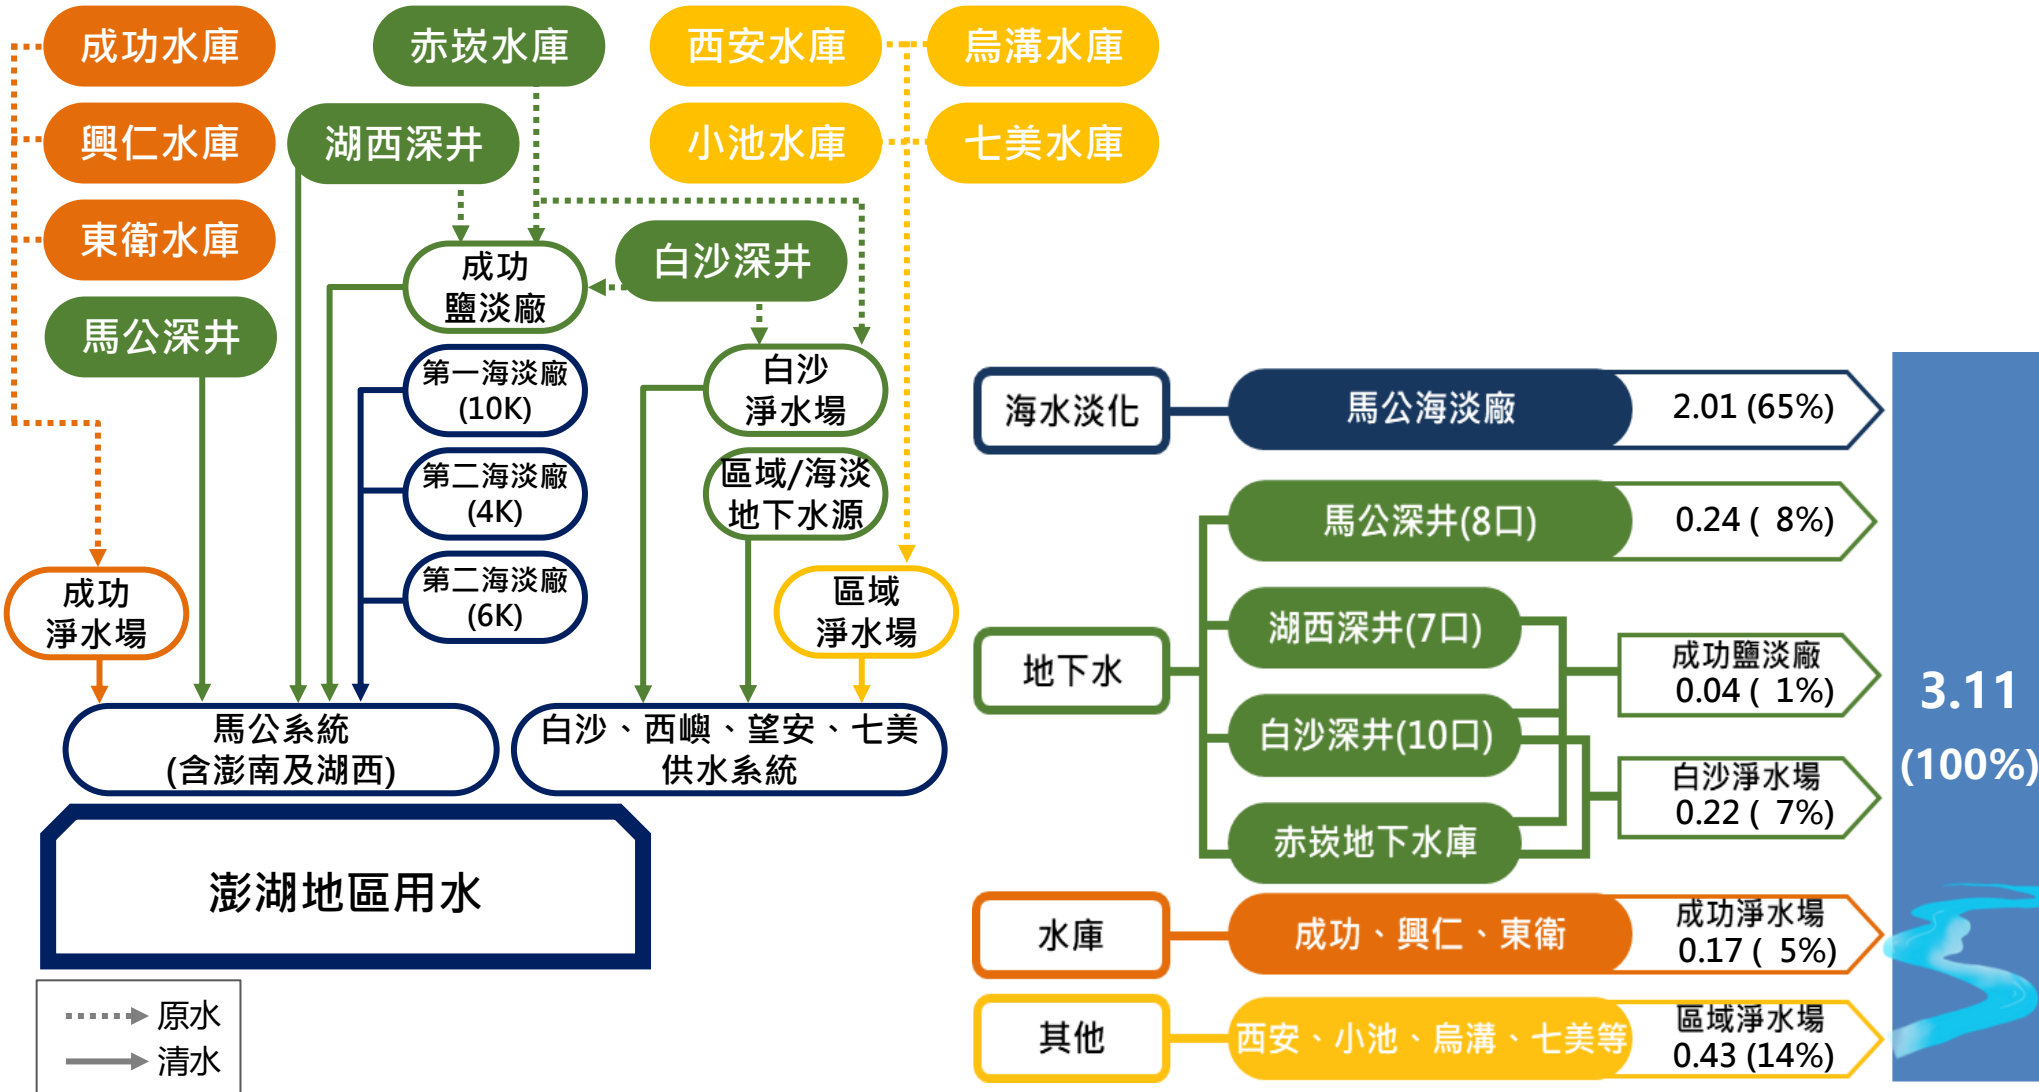 成功水庫
赤崁水庫
西安水庫
烏溝水庫
興仁水庫
湖西深井
小池水庫
七美水庫
東衛水庫
白沙深井
成功
鹽淡廠
馬公深井
第一海淡廠
(10K)
白沙
淨水場
第二海淡廠
(4K)
區域/海淡
地下水源
第二海淡廠
(6K)
成功
淨水場
區域
淨水場
馬公系統
(含澎南及湖西)
白沙、西嶼、望安、七美
供水系統
澎湖地區用水
原水
清水
海水淡化
馬公海淡廠
2.01 (65%)
馬公深井(8口)
0.24 ( 8%)
地下水
湖西深井(7口)
成功鹽淡廠
0.04 ( 1%)
白沙深井(10口)
白沙淨水場
0.22 ( 7%)
赤崁地下水庫
水庫
成功、興仁、東衛
成功淨水場
0.17 ( 5%)
其他
西安、小池、烏溝、七美等
區域淨水場
0.43 (14%)
3.11
(100%)